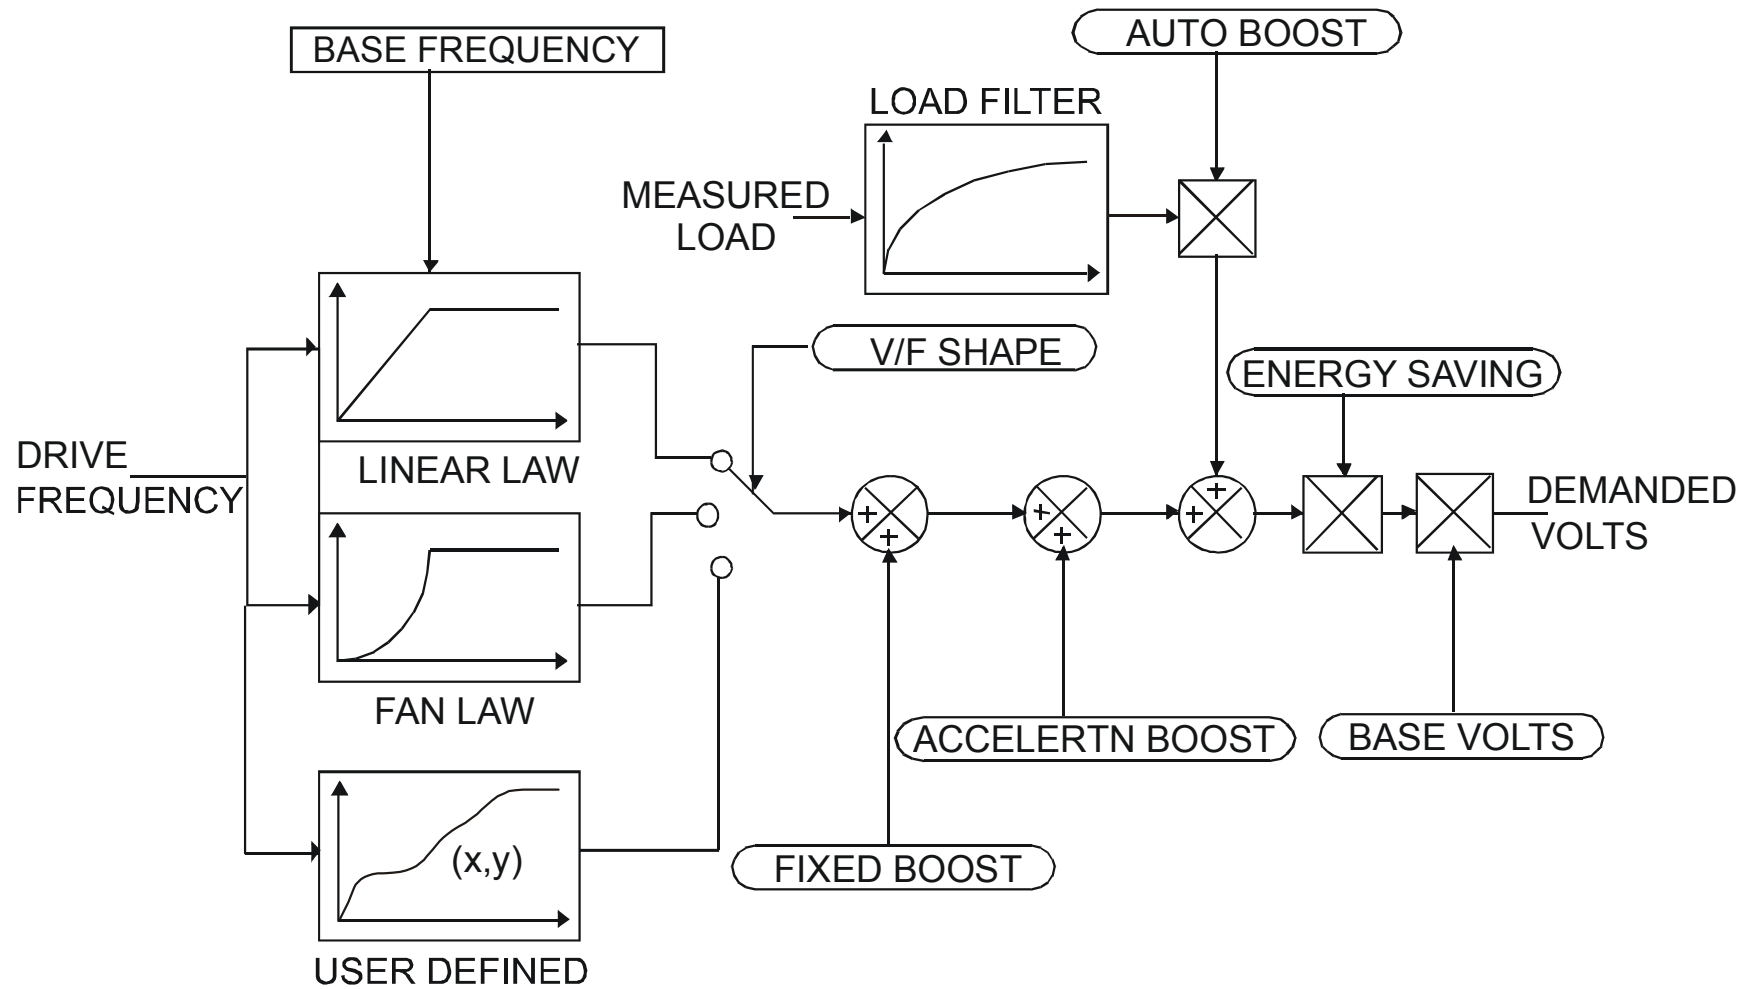 BASE FREQUENCY
AUTO BOOST
LOAD FILTER
MEASURED
LOAD
V/F SHAPE
ENERGY SAVING
DRIVE
FREQUENCY
LINEAR LAW
+
+
+
+
+
+
DEMANDED
VOLTS
FAN LAW
ACCELERTN BOOST
BASE VOLTS
(x,y)
FIXED BOOST
USER DEFINED